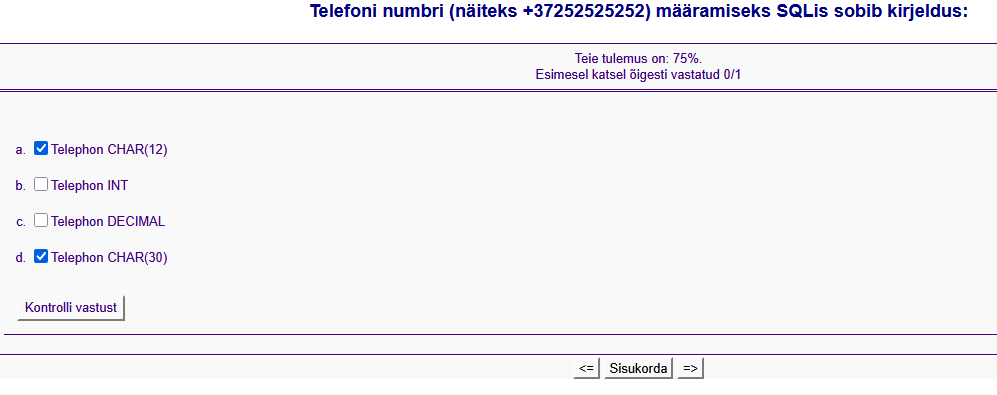 Telefoni numbri (näiteks +37252525252) määramiseks SQLis sobib kirjeldus:
Teie tulemus on: 75%.
Esimesel katsel õigesti vastatud 0/1
a. Telephon CHAR(12)
b. Telephon INT
c. Telephon DECIMAL
d. Telephon CHAR(30)
Kontrolli vastust
<= Sisukorda =>